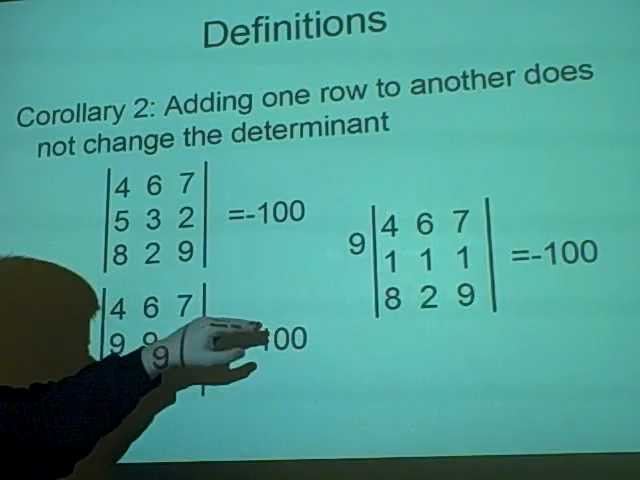 Definitions
Corollary 2: Adding one row to another does
not change the determinant
4 6 7
5 3 2 =-100
8 2 9
9 4 6 7
1 1 1 =-100
8 2 9
4 6 7
9 9 9 00